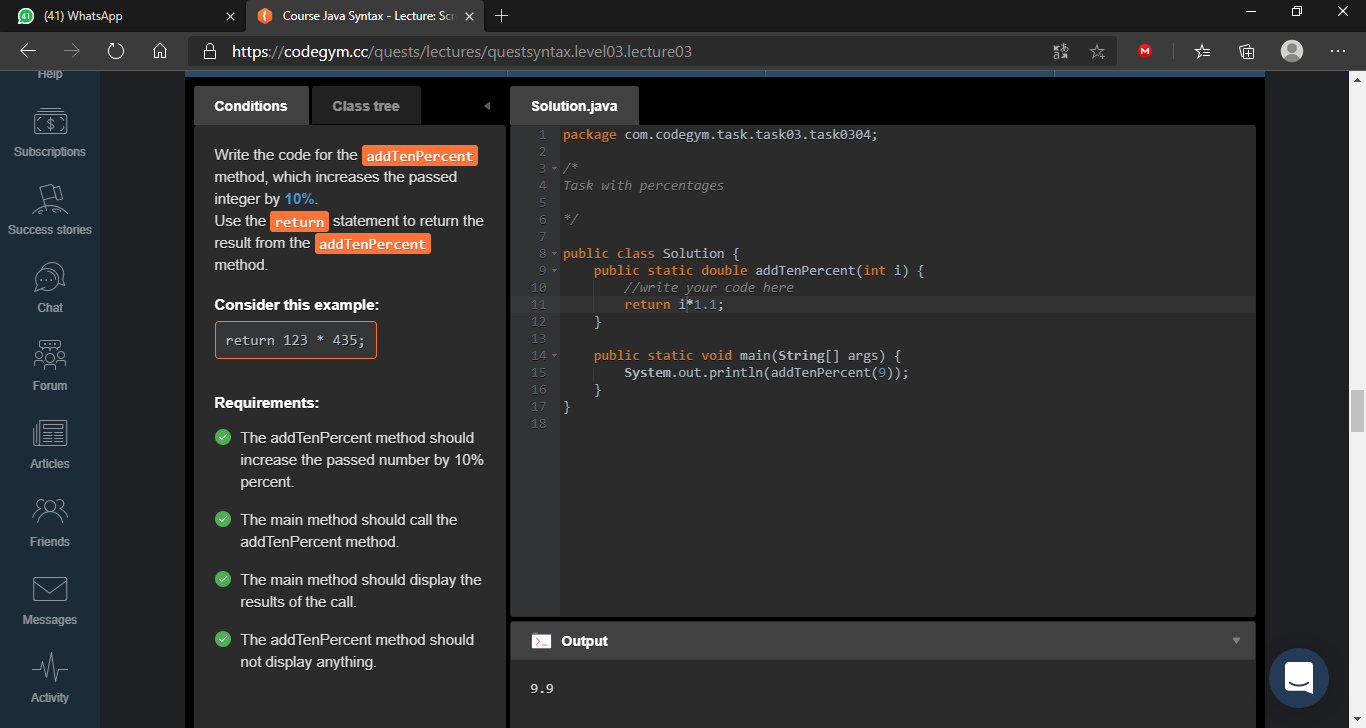 (41) WhatsApp
Course Java Syntax - Lecture: Scr
https://codegym.cc/quests/lectures/questsyntax.level03.lecture03
Help
Subscriptions
Success stories
Chat
Forum
Articles
Friends
Messages
Activity
Conditions
Class tree
Write the code for the addTenPercent
method, which increases the passed
integer by 10%.
Use the return statement to return the
result from the addTenPercent
method.
Consider this example:
return 123 * 435;
Requirements:
The addTenPercent method should
increase the passed number by 10%
percent.
The main method should call the
addTenPercent method.
The main method should display the
results of the call.
The addTenPercent method should
not display anything.
Solution.java
1 package com.codegym.task.task03.task0304;
2
3 /*
4 Task with percentages
5
6 */
7
8 public class Solution {
9 public static double addTenPercent(int i) {
10 //write your code here
11 return i*1.1;
12 }
13
14 public static void main(String[] args) {
15 System.out.println(addTenPercent(9));
16 }
17 }
18
Output
9.9